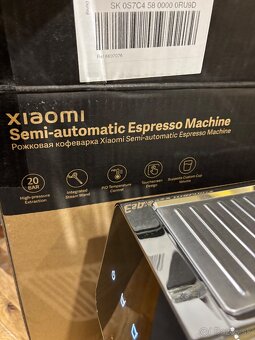 SK 0S7C4 58 0000 0RU9D
xiaomi
Semi-automatic Espresso Machine
Рожковая кофеварка Xiaomi Semi-automatic Espresso Machine
20
BAR
High-pressure
Extraction
Integrated
Steam Wand
PID Temperature
Control
Touchscreen
Design